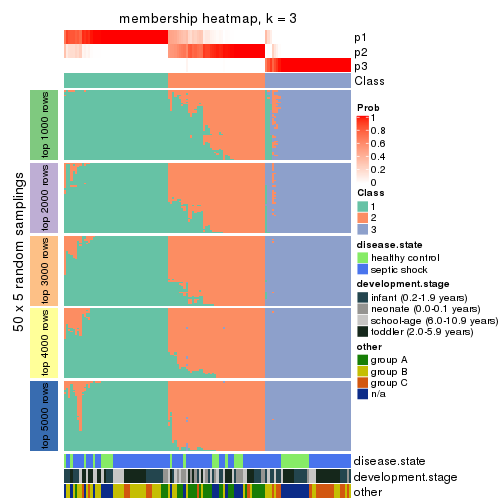 membership heatmap, k = 3
p1
p2
p3
Class
50 x 5 random samplings
top 1000 rows
top 2000 rows
top 3000 rows
top 4000 rows
top 5000 rows
disease.state
development.stage
other
Prob
1
0.8
0.6
0.4
0.2
0
Class
1
2
3
disease.state
healthy control
septic shock
development.stage
infant (0.2-1.9 years)
neonate (0.0-0.1 years)
school-age (6.0-10.9 years)
toddler (2.0-5.9 years)
other
group A
group B
group C
n/a